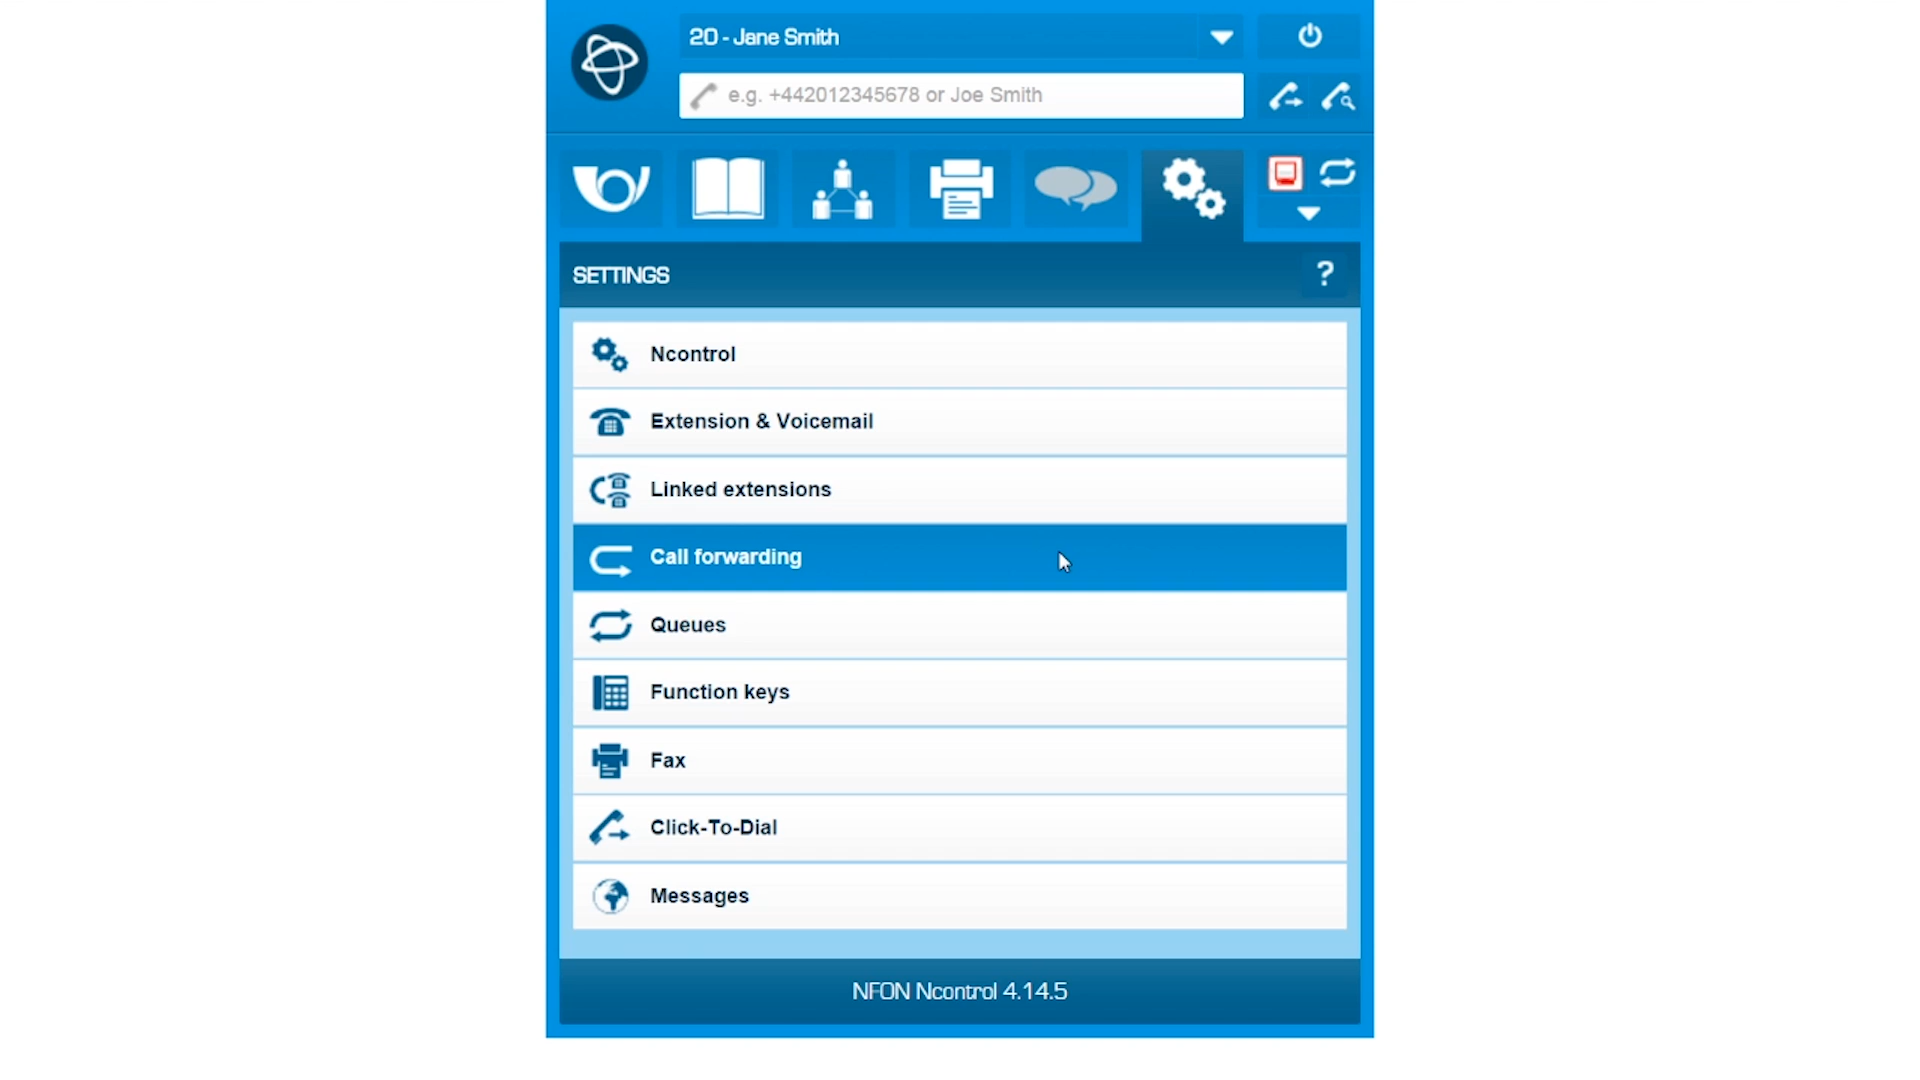 20 - Jane Smith
e.g. +442012345678 or Joe Smith
SETTINGS
?
Ncontrol
Extension & Voicemail
Linked extensions
Call forwarding
Queues
Function keys
Fax
Click-To-Dial
Messages
NFON Ncontrol 4.14.5